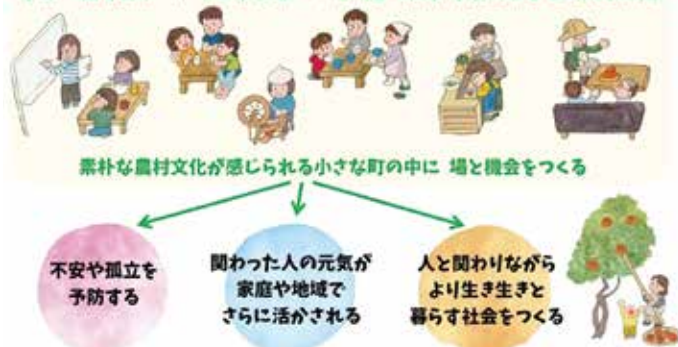 素朴な農村文化が感じられる小さな町の中に 場と機会をつくる
不安や孤立を
予防する
関わった人の元気が
家庭や地域で
さらに活かされる
人と関わりながら
より生き生きと
暮らす社会をつくる